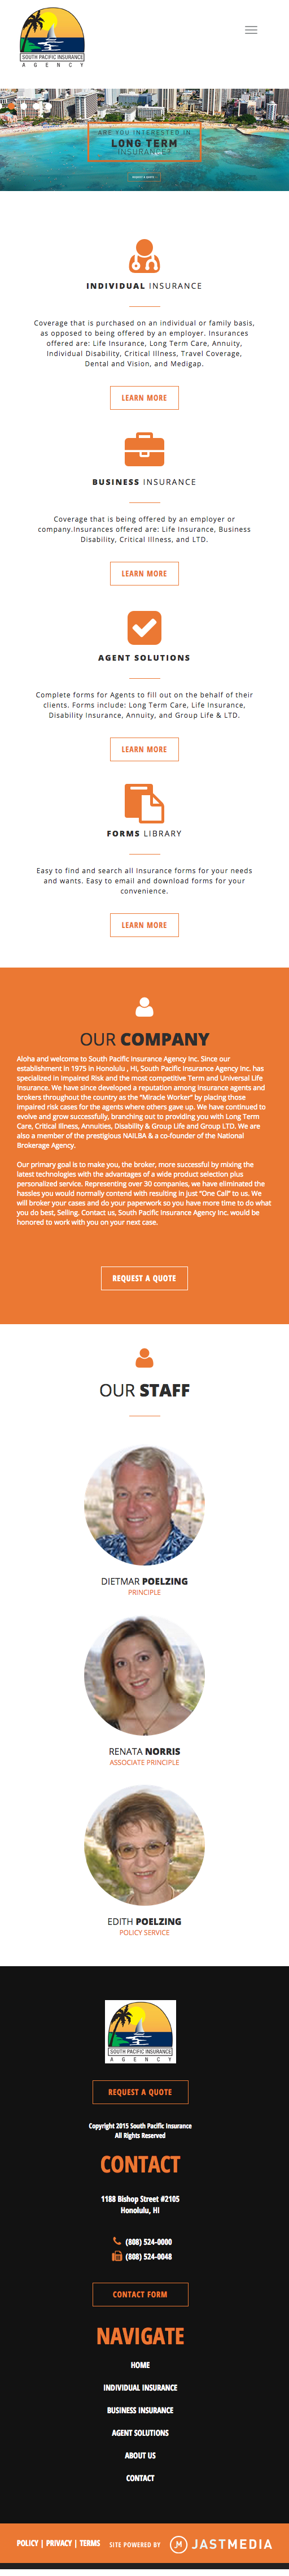 SOUTH PACIFIC INSURANCE
AGENCY
ARE YOU INTERESTED IN
LONG TERM
INSURANCE?
REQUEST A QUOTE
INDIVIDUAL INSURANCE
Coverage that is purchased on an individual or family basis,
as opposed to being offered by an employer. Insurances
offered are: Life Insurance, Long Term Care, Annuity,
Individual Disability, Critical Illness, Travel Coverage,
Dental and Vision, and Medigap.
LEARN MORE
BUSINESS INSURANCE
Coverage that is being offered by an employer or
company.Insurances offered are: Life Insurance, Business
Disability, Critical Illness, and LTD.
LEARN MORE
AGENT SOLUTIONS
Complete forms for Agents to fill out on the behalf of their
clients. Forms include: Long Term Care, Life Insurance,
Disability Insurance, Annuity, and Group Life & LTD.
LEARN MORE
FORMS LIBRARY
Easy to find and search all Insurance forms for your needs
and wants. Easy to email and download forms for your
convenience.
LEARN MORE
OUR COMPANY
Aloha and welcome to South Pacific Insurance Agency Inc. Since our
establishment in 1975 in Honolulu , HI, South Pacific Insurance Agency Inc. has
specialized in Impaired Risk and the most competitive Term and Universal Life
Insurance. We have since developed a reputation among insurance agents and
brokers throughout the country as the "Miracle Worker" by placing those
impaired risk cases for the agents where others gave up. We have continued to
evolve and grow successfully, branching out to providing you with Long Term
Care, Critical Illness, Annuities, Disability & Group Life and Group LTD. We are
also a member of the prestigious NAILBA & a co-founder of the National
Brokerage Agency.
Our primary goal is to make you, the broker, more successful by mixing the
latest technologies with the advantages of a wide product selection plus
personalized service. Representing over 30 companies, we have eliminated the
hassles you would normally contend with resulting in just "One Call" to us. We
will broker your cases and do your paperwork so you have more time to do what
you do best, Selling. Contact us, South Pacific Insurance Agency Inc. would be
honored to work with you on your next case.
REQUEST A QUOTE
OUR STAFF
DIETMAR POELZING
PRINCIPLE
RENATA NORRIS
ASSOCIATE PRINCIPLE
EDITH POELZING
POLICY SERVICE
SOUTH PACIFIC INSURANCE
AGENCY
REQUEST A QUOTE
Copyright 2015 South Pacific Insurance
All Rights Reserved
CONTACT
1188 Bishop Street #2105
Honolulu, HI
(808) 524-0000
(808) 524-0048
CONTACT FORM
NAVIGATE
HOME
INDIVIDUAL INSURANCE
BUSINESS INSURANCE
AGENT SOLUTIONS
ABOUT US
CONTACT
POLICY | PRIVACY | TERMS SITE POWERED BY JM JASTMEDIA